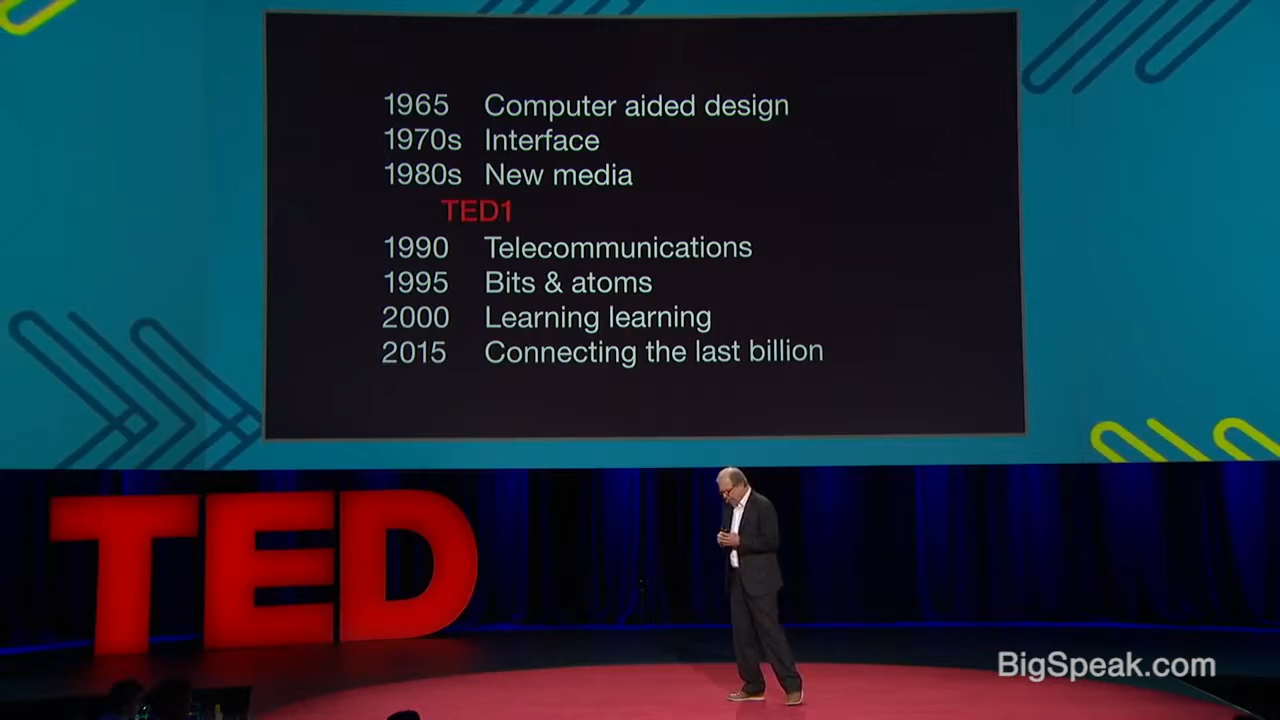 1965 Computer aided design
1970s Interface
1980s New media
TED1
1990 Telecommunications
1995 Bits & atoms
2000 Learning learning
2015 Connecting the last billion
TED
BigSpeak.com